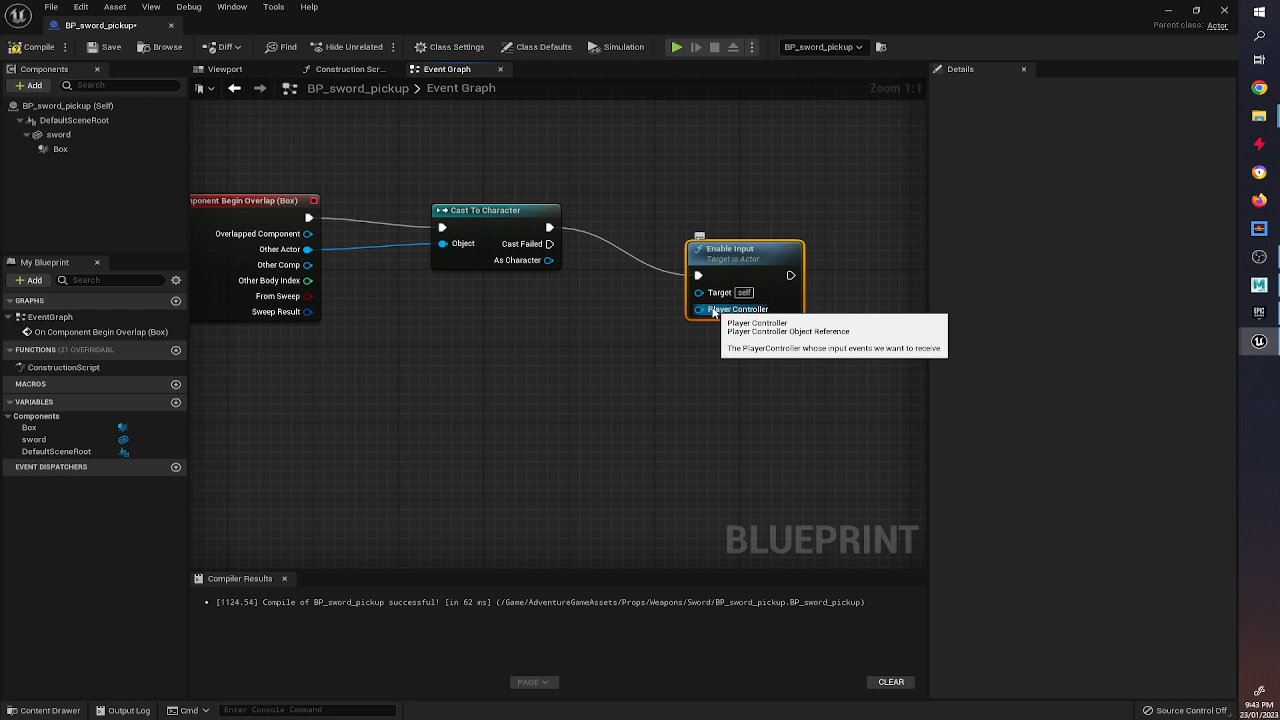 File Edit Asset View Debug Window Tools Help
BP_sword_pickup*
Parent class: Actor
Compile Save Browse Diff Find Hide Unrelated Class Settings Class Defaults Simulation BP_sword_pickup
Components
Viewport
Construction Scr...
Event Graph
Details
Add
Search
BP_sword_pickup > Event Graph
Zoom 1:1
BP_sword_pickup (Self)
DefaultSceneRoot
sword
Box
ponent Begin Overlap (Box)
Overlapped Component
Other Actor
Other Comp
Other Body Index
From Sweep
Sweep Result
Cast To Character
Object
Cast Failed
As Character
Enable Input
Target is Actor
Target self
Player Controller
Player Controller
Player Controller Object Reference
The PlayerController whose input events we want to receive.
Add
Search
GRAPHS
EventGraph
On Component Begin Overlap (Box)
FUNCTIONS (21 OVERRIDABL
ConstructionScript
MACROS
VARIABLES
Components
Box
sword
DefaultSceneRoot
EVENT DISPATCHERS
BLUEPRINT
Compiler Results
[1124.54] Compile of BP_sword_pickup successful! [in 62 ms] (/Game/AdventureGameAssets/Props/Weapons/Sword/BP_sword_pickup.BP_sword_pickup)
PAGE
CLEAR
Content Drawer
Output Log
Cmd
Enter Console Command
Source Control Off
9:43 PM